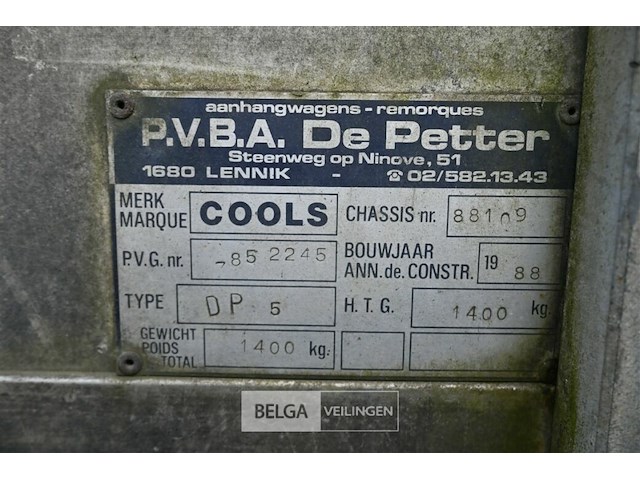 aanhangwagens - remorques
P.V.B.A. De Petter
Steenweg op Ninove, 51
1680 LENNIK - ☎ 02/582.13.43
MERK MARQUE COOLS CHASSIS nr. 88109
P.V.G. nr. -85 2245 BOUWJAAR ANN.de.CONSTR. 19 88
TYPE DP 5 H.T.G. 1400 kg.
GEWICHT POIDS TOTAL 1400 kg.
BELGA VEILINGEN